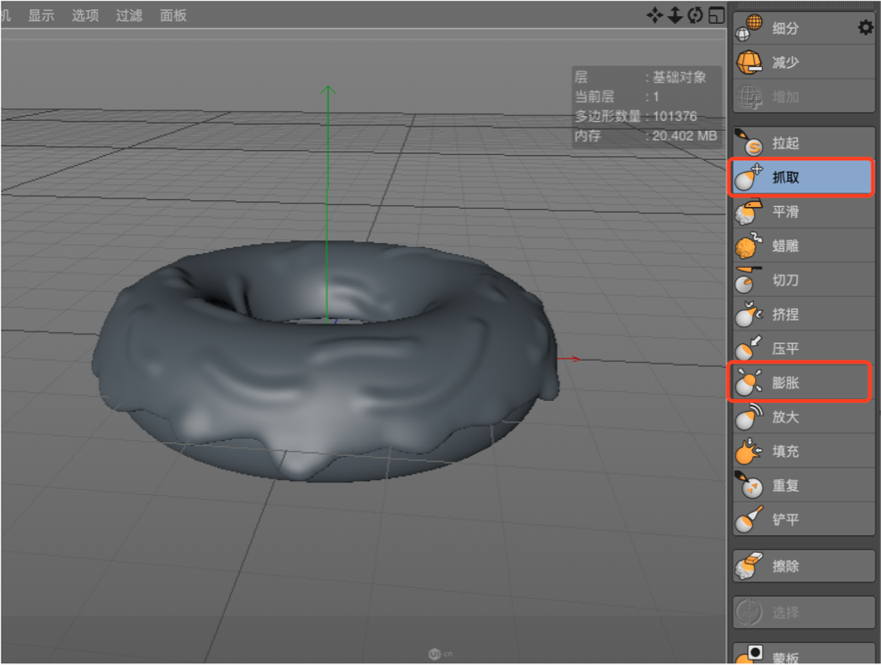 机 显示 选项 过滤 面板
层 : 基础对象
当前层 : 1
多边形数量 : 101376
内存 : 20.402 MB
细分
减少
增加
拉起
抓取
平滑
蜡雕
切刀
挤捏
压平
膨胀
放大
填充
重复
铲平
擦除
选择
蒙板
cn